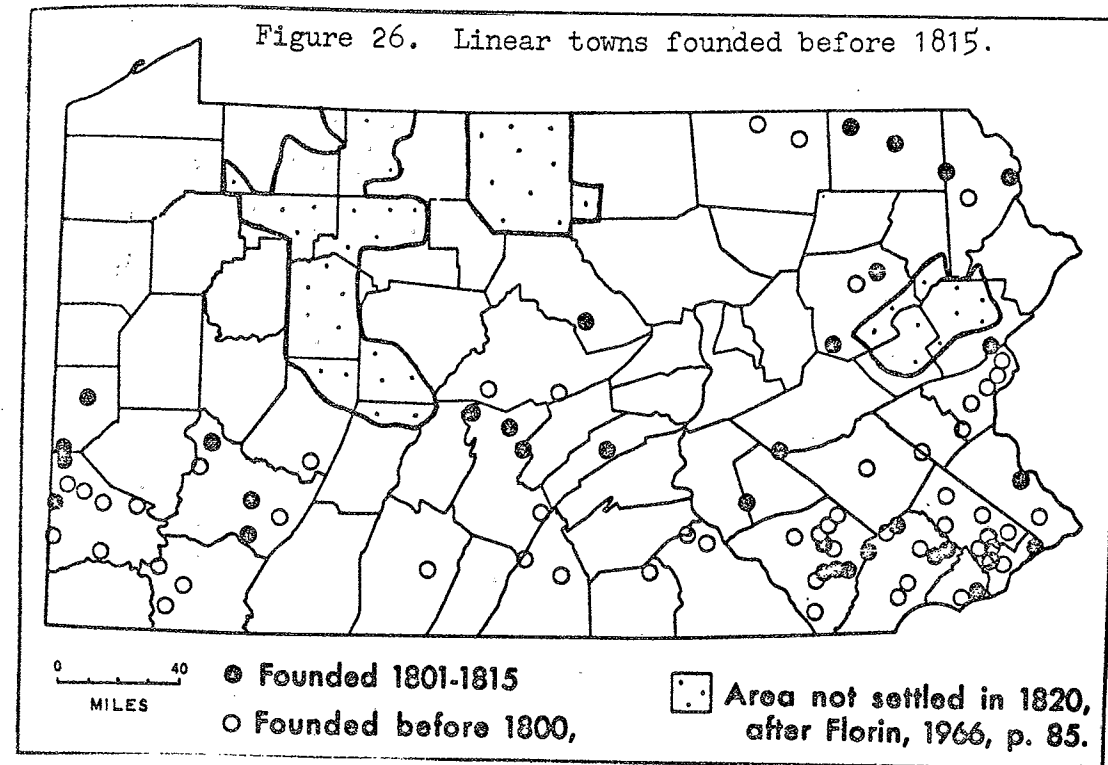 Figure 26. Linear towns founded before 1815.
0 40
MILES
Founded 1801-1815
Founded before 1800,
Area not settled in 1820,
after Florin, 1966, p. 85.